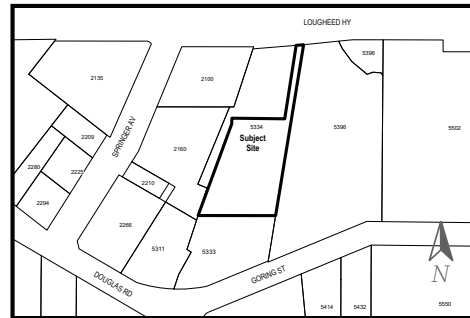 LOUGHEED HY
5396
2135
2100
5502
SPRINGER AV
2209
5334
5396
Subject
Site
2160
2280
2225
2210
2294
2266
5311
5333
N
DOUGLAS RD
GORING ST
5414
5432
5550